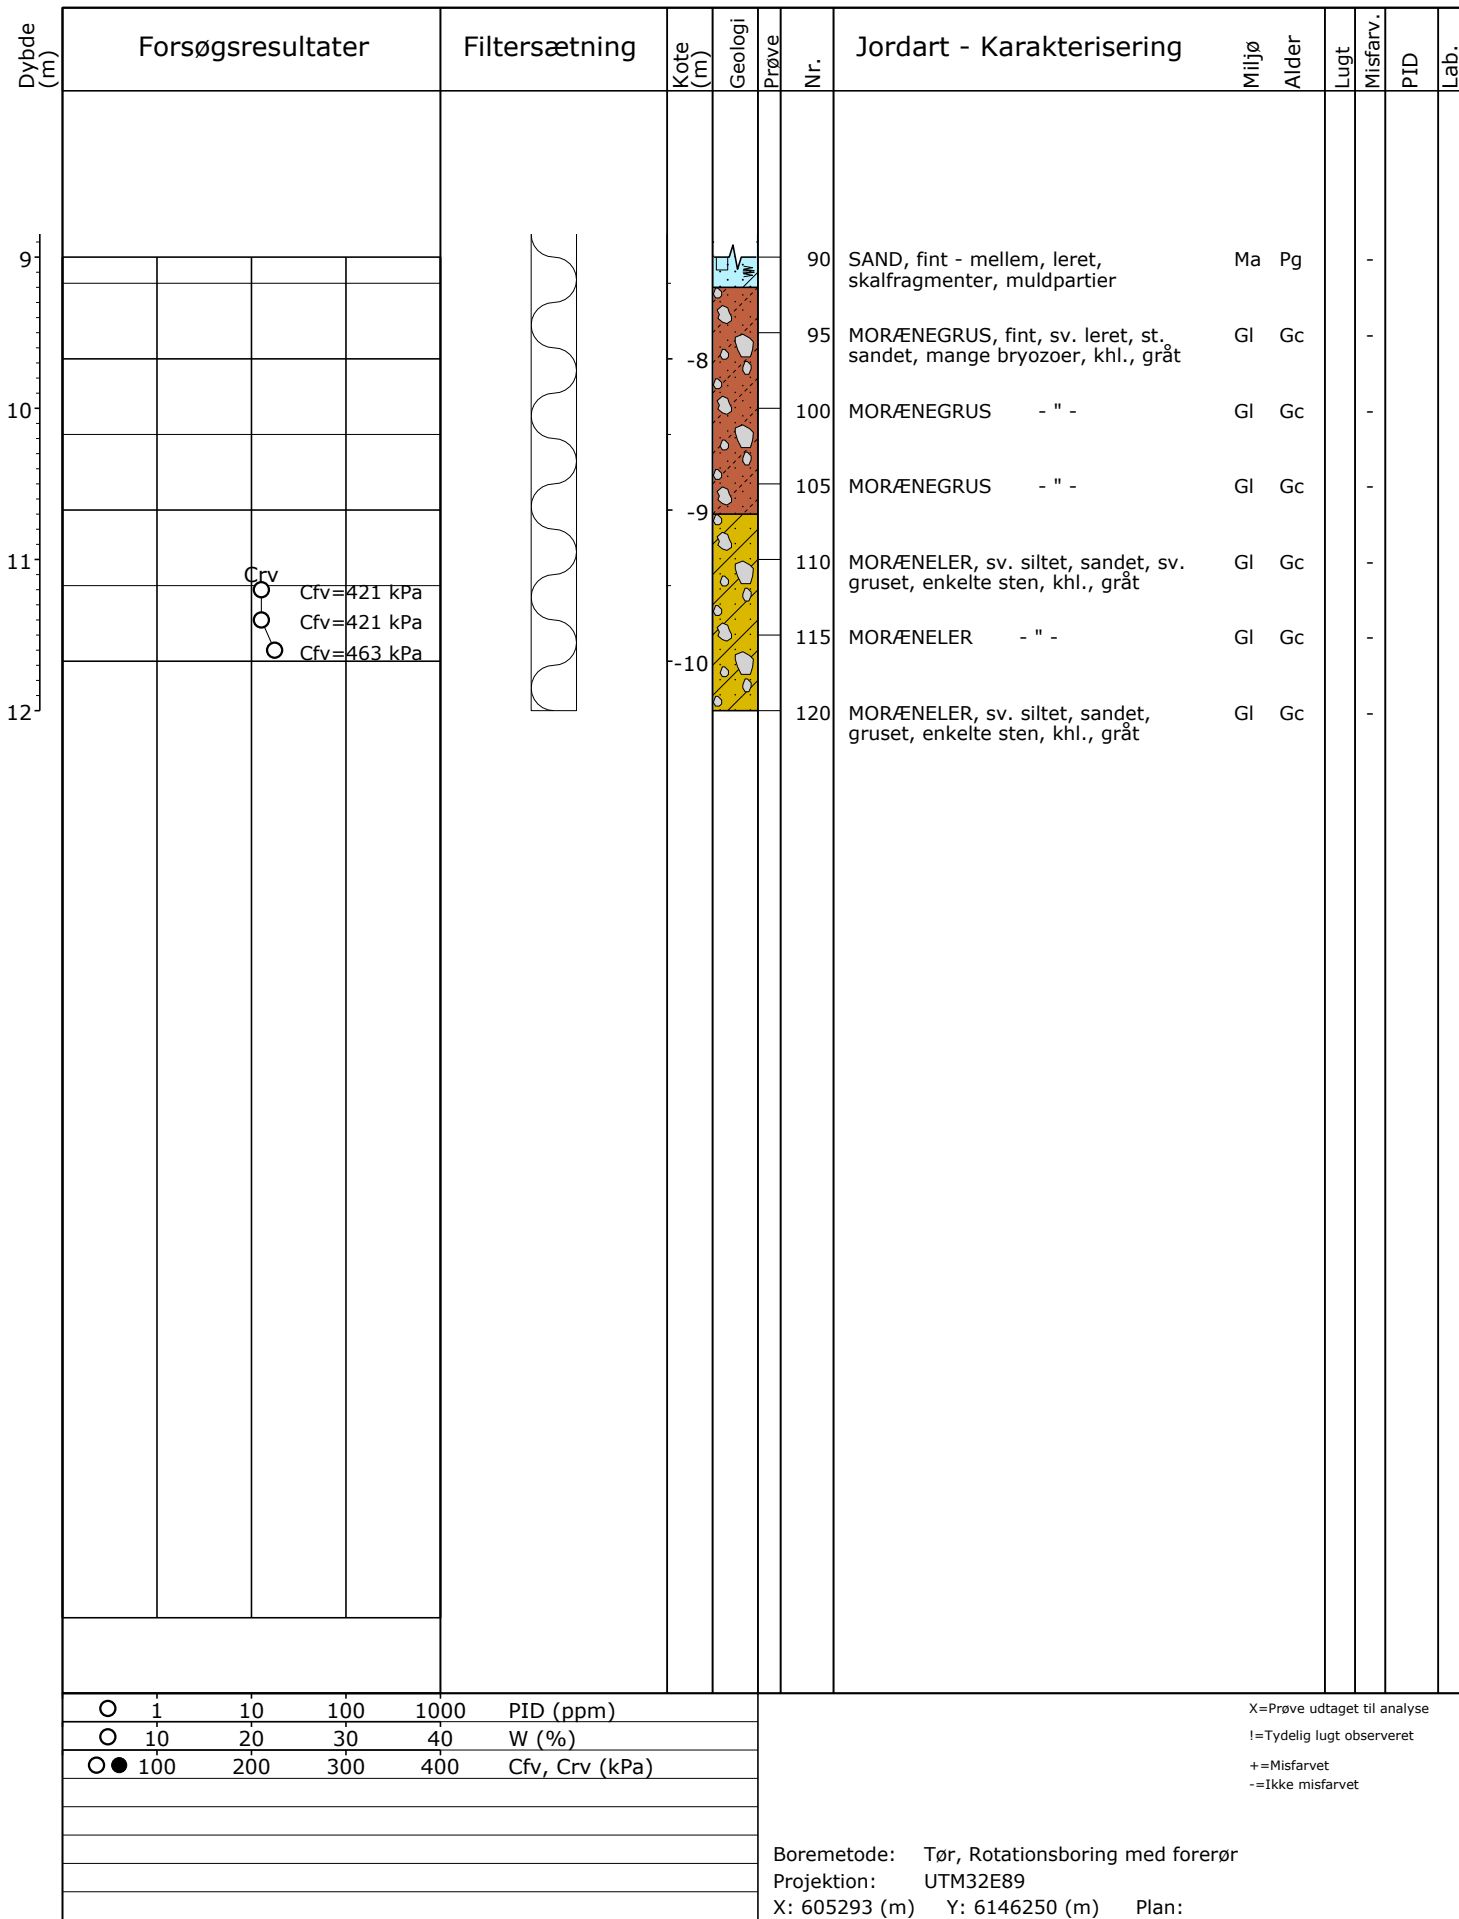 Dybde (m) Forsøgsresultater Filtersætning Kote (m) Geologi Prøve Nr. Jordart - Karakterisering Miljø Alder Lugt Misfarv. PID Lab.
9 90 SAND, fint - mellem, leret, Ma Pg -
skalfragmenter, muldpartier
95 MORÆNEGRUS, fint, sv. leret, st. Gl Gc -
-8 sandet, mange bryozoer, khl., gråt
10 100 MORÆNEGRUS - " - Gl Gc -
105 MORÆNEGRUS - " - Gl Gc -
-9
11 110 MORÆNELER, sv. siltet, sandet, sv. Gl Gc -
Crv gruset, enkelte sten, khl., gråt
Cfv=421 kPa
Cfv=421 kPa
115 MORÆNELER - " - Gl Gc -
Cfv=463 kPa
-10
12 120 MORÆNELER, sv. siltet, sandet, Gl Gc -
gruset, enkelte sten, khl., gråt
1 10 100 1000 PID (ppm)
10 20 30 40 W (%)
100 200 300 400 Cfv, Crv (kPa)
X=Prøve udtaget til analyse
!=Tydelig lugt observeret
+=Misfarvet
-=Ikke misfarvet
Boremetode: Tør, Rotationsboring med forerør
Projektion: UTM32E89
X: 605293 (m) Y: 6146250 (m) Plan: